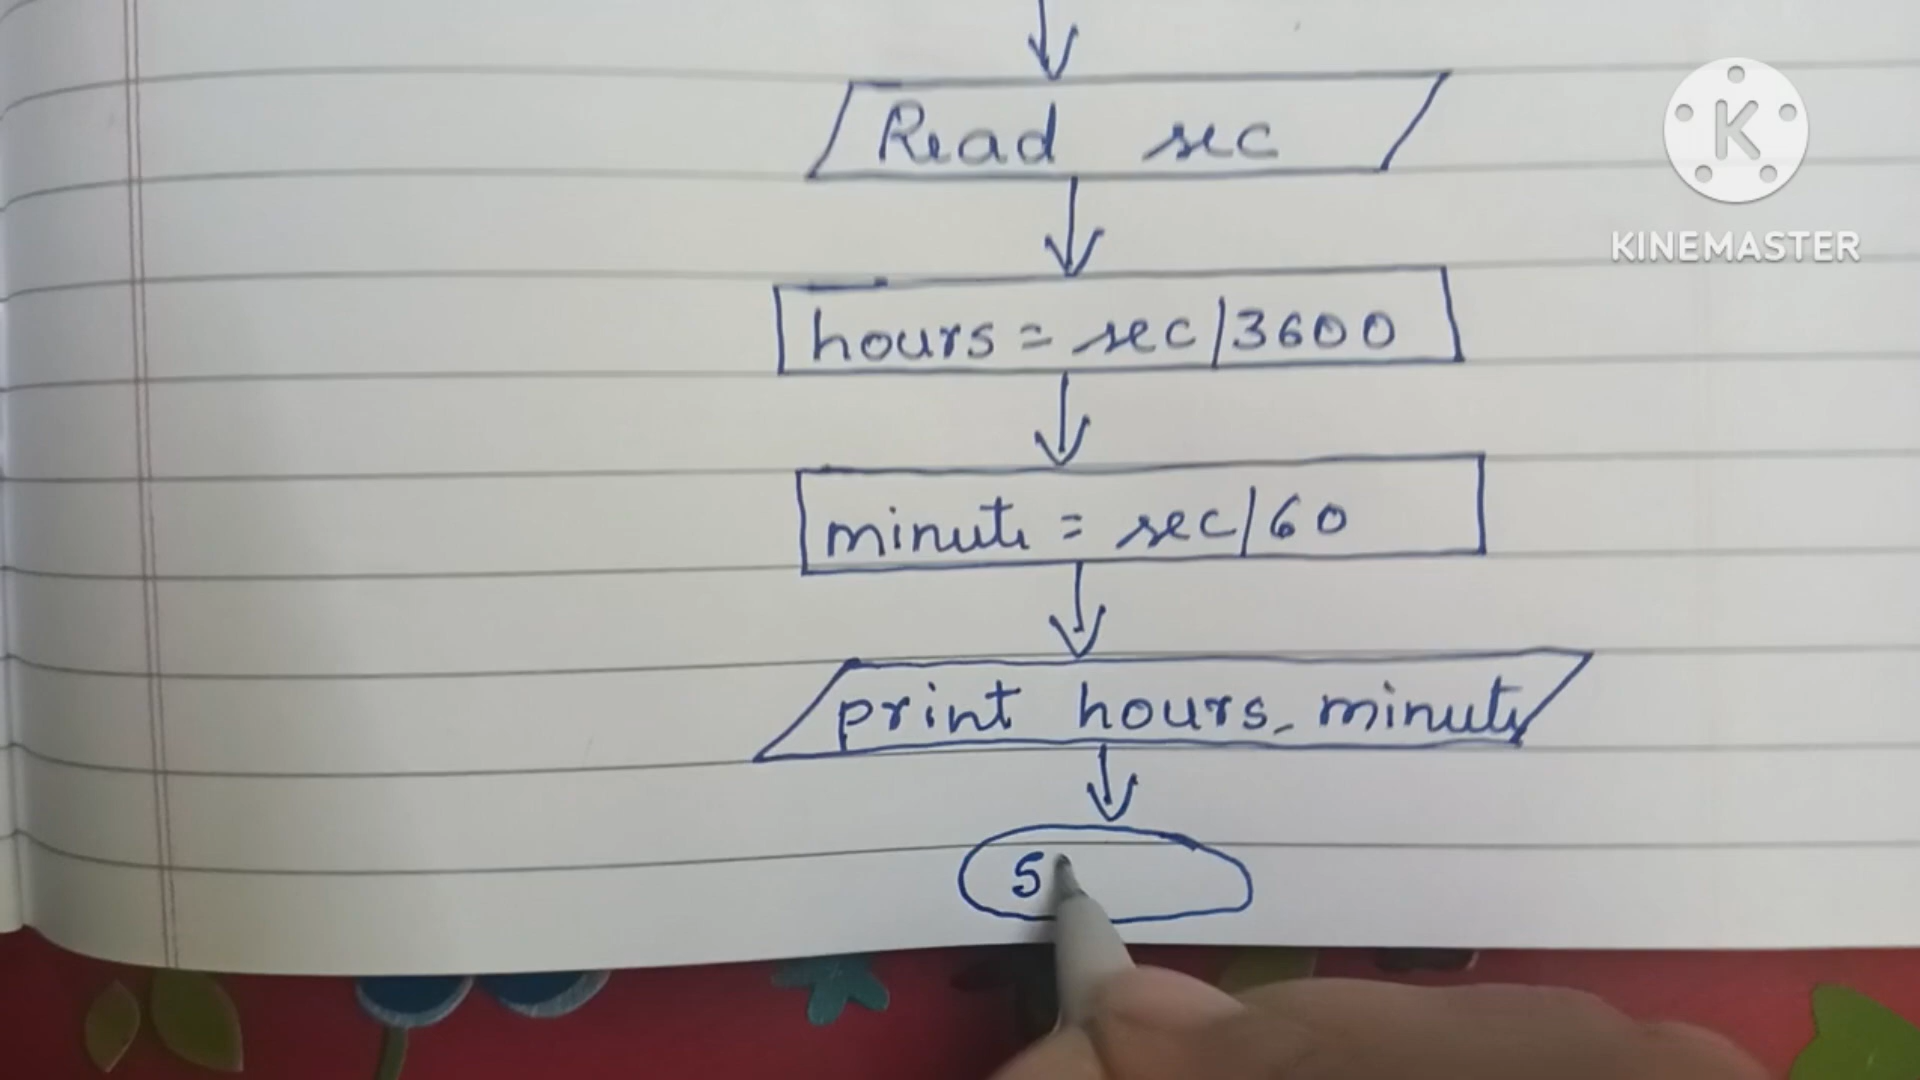 Read sec
hours = sec/3600
minute = sec/60
print hours, minute
S
K
KINEMASTER